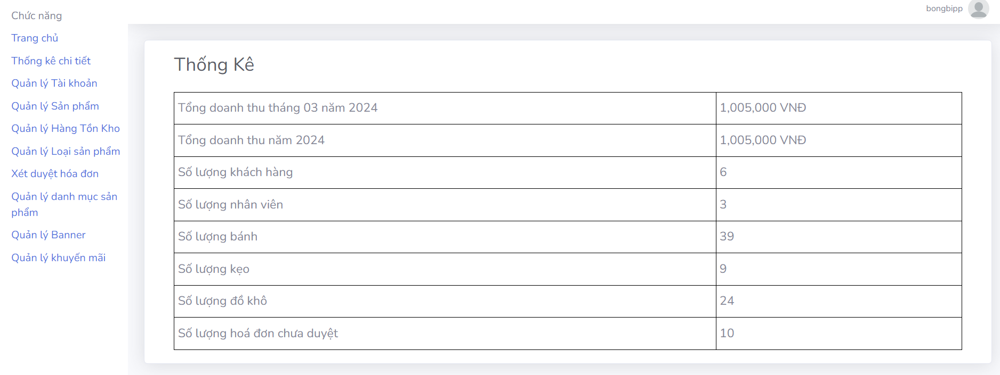 Chức năng
Trang chủ
Thống kê chi tiết
Quản lý Tài khoản
Quản lý Sản phẩm
Quản lý Hàng Tồn Kho
Quản lý Loại sản phẩm
Xét duyệt hóa đơn
Quản lý danh mục sản
phẩm
Quản lý Banner
Quản lý khuyến mãi
bongbipp
Thống Kê
Tổng doanh thu tháng 03 năm 2024 1,005,000 VNĐ
Tổng doanh thu năm 2024 1,005,000 VNĐ
Số lượng khách hàng 6
Số lượng nhân viên 3
Số lượng bánh 39
Số lượng kẹo 9
Số lượng đồ khô 24
Số lượng hoá đơn chưa duyệt 10